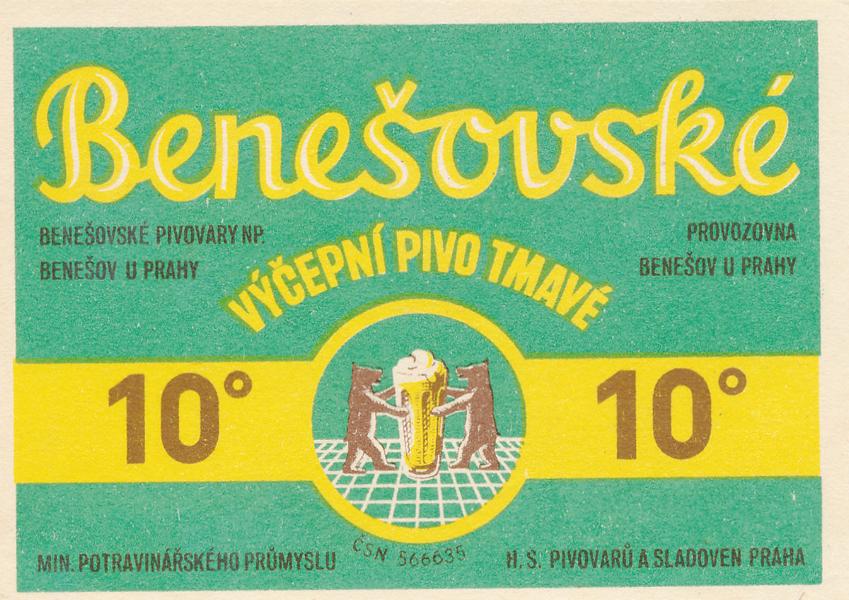 Benešovské
BENEŠOVSKÉ PIVOVARY NP.
BENEŠOV U PRAHY
PROVOZOVNA
BENEŠOV U PRAHY
VÝČEPNÍ PIVO TMAVÉ
10°
10°
MIN. POTRAVINÁŘSKÉHO PRŮMYSLU
ČSN 566635
H. S. PIVOVARŮ A SLADOVEN PRAHA